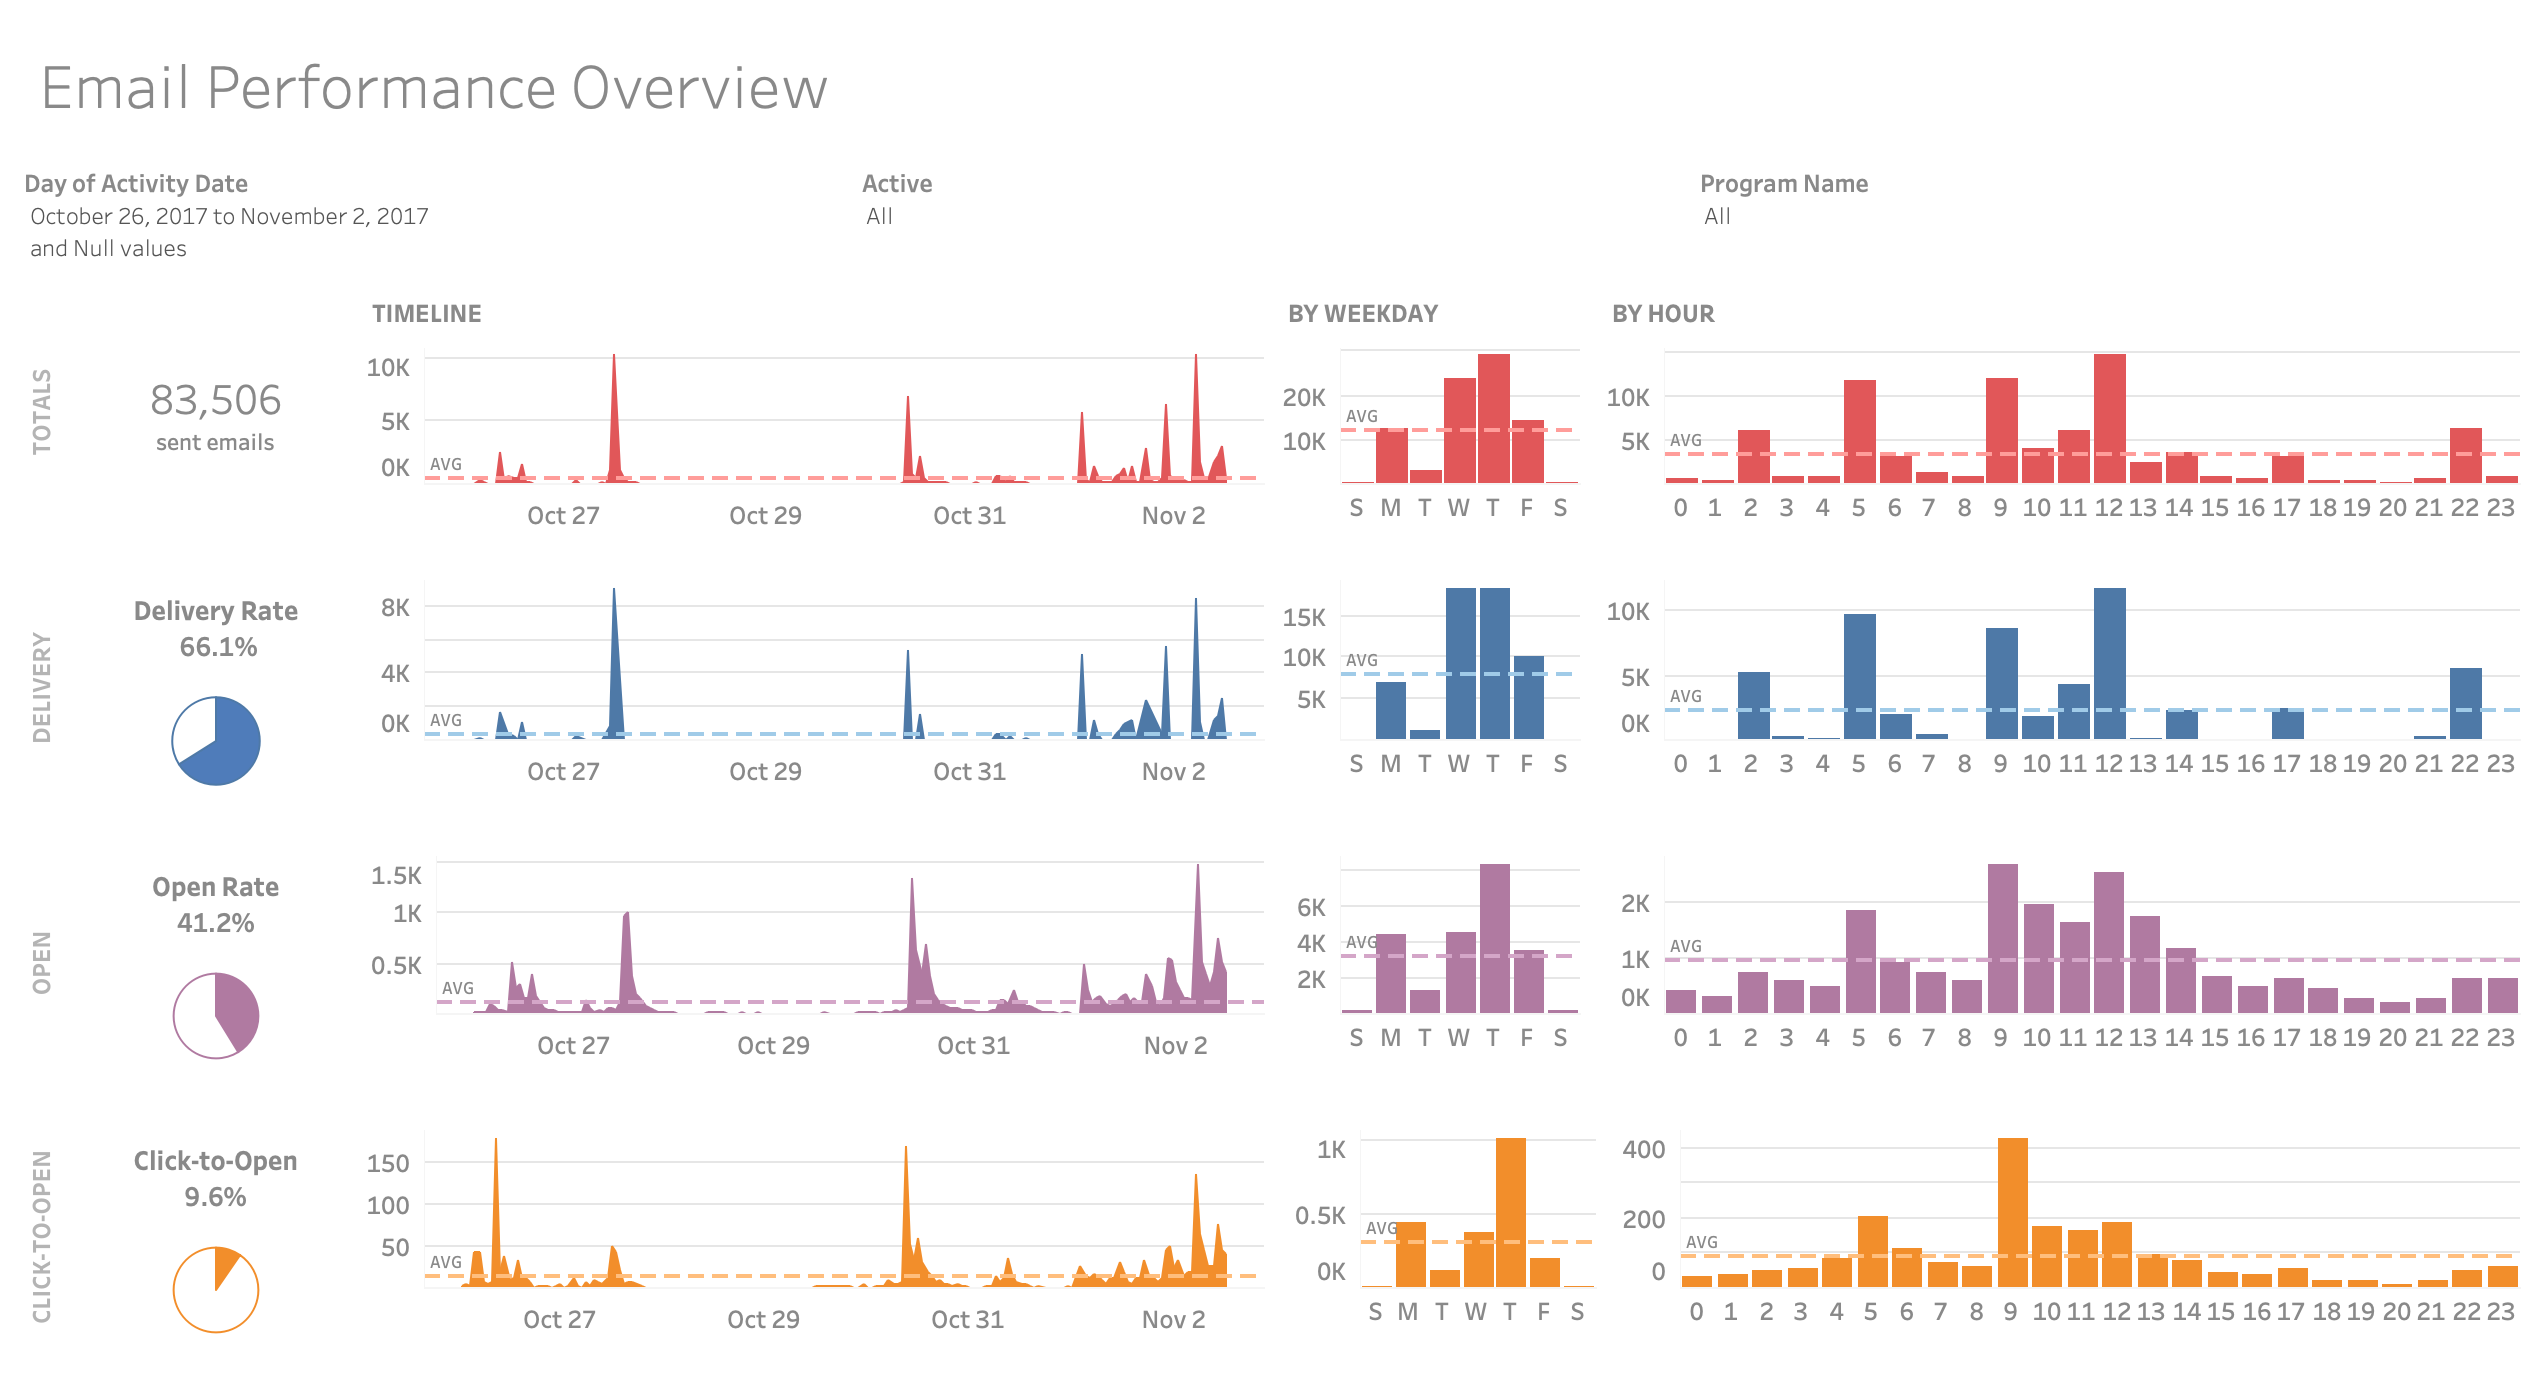 Email Performance Overview
Day of Activity Date
October 26, 2017 to November 2, 2017
and Null values
Active
All
Program Name
All
TIMELINE
BY WEEKDAY
BY HOUR
TOTALS
83,506
sent emails
10K
5K
0K
AVG
Oct 27 Oct 29 Oct 31 Nov 2
20K
10K
AVG
S M T W T F S
10K
5K
AVG
0 1 2 3 4 5 6 7 8 9 10 11 12 13 14 15 16 17 18 19 20 21 22 23
DELIVERY
Delivery Rate
66.1%
8K
4K
0K
AVG
Oct 27 Oct 29 Oct 31 Nov 2
15K
10K
5K
AVG
S M T W T F S
10K
5K
0K
AVG
0 1 2 3 4 5 6 7 8 9 10 11 12 13 14 15 16 17 18 19 20 21 22 23
OPEN
Open Rate
41.2%
1.5K
1K
0.5K
AVG
Oct 27 Oct 29 Oct 31 Nov 2
6K
4K
2K
AVG
S M T W T F S
2K
1K
0K
AVG
0 1 2 3 4 5 6 7 8 9 10 11 12 13 14 15 16 17 18 19 20 21 22 23
CLICK-TO-OPEN
Click-to-Open
9.6%
150
100
50
AVG
Oct 27 Oct 29 Oct 31 Nov 2
1K
0.5K
0K
AVG
S M T W T F S
400
200
0
AVG
0 1 2 3 4 5 6 7 8 9 10 11 12 13 14 15 16 17 18 19 20 21 22 23